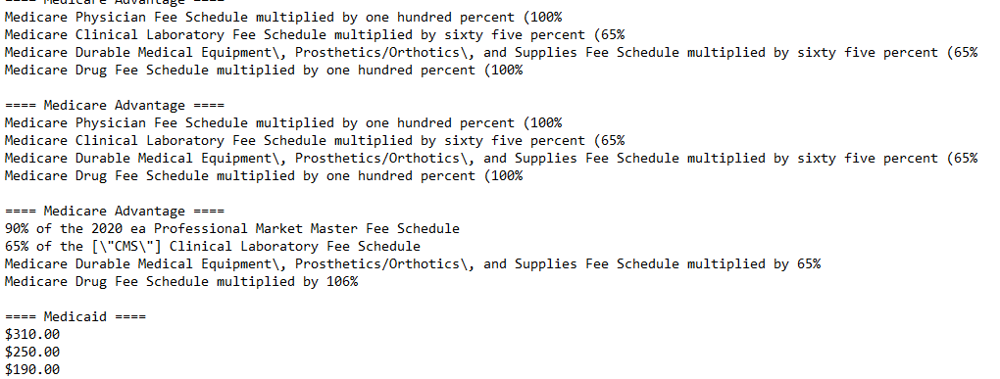 ==== Medicare Advantage ====
Medicare Physician Fee Schedule multiplied by one hundred percent (100%
Medicare Clinical Laboratory Fee Schedule multiplied by sixty five percent (65%
Medicare Durable Medical Equipment\, Prosthetics/Orthotics\, and Supplies Fee Schedule multiplied by sixty five percent (65%
Medicare Drug Fee Schedule multiplied by one hundred percent (100%

==== Medicare Advantage ====
Medicare Physician Fee Schedule multiplied by one hundred percent (100%
Medicare Clinical Laboratory Fee Schedule multiplied by sixty five percent (65%
Medicare Durable Medical Equipment\, Prosthetics/Orthotics\, and Supplies Fee Schedule multiplied by sixty five percent (65%
Medicare Drug Fee Schedule multiplied by one hundred percent (100%

==== Medicare Advantage ====
90% of the 2020 ea Professional Market Master Fee Schedule
65% of the [\"CMS\"] Clinical Laboratory Fee Schedule
Medicare Durable Medical Equipment\, Prosthetics/Orthotics\, and Supplies Fee Schedule multiplied by 65%
Medicare Drug Fee Schedule multiplied by 106%

==== Medicaid ====
$310.00
$250.00
$190.00